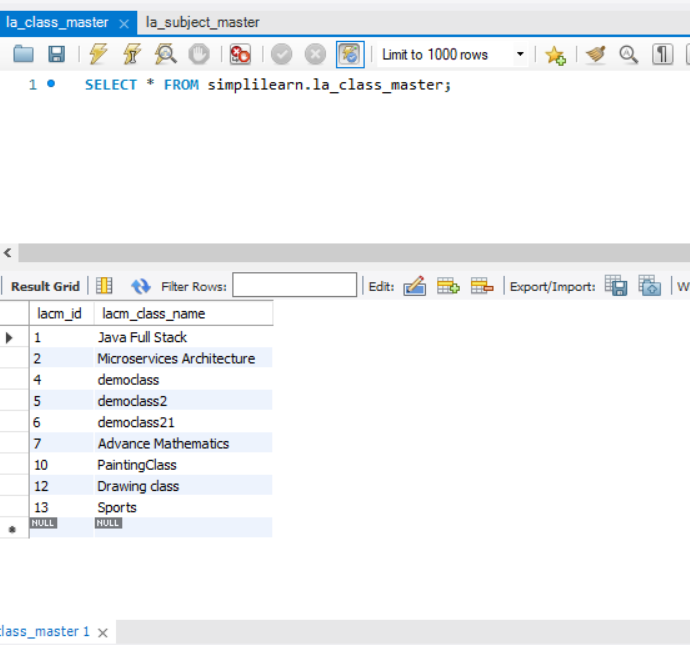 la_class_master × la_subject_master
Limit to 1000 rows
1 SELECT * FROM simplilearn.la_class_master;
Result Grid Filter Rows: Edit: Export/Import: W
lacm_id lacm_class_name
1 Java Full Stack
2 Microservices Architecture
4 democlass
5 democlass2
6 democlass21
7 Advance Mathematics
10 PaintingClass
12 Drawing class
13 Sports
NULL NULL
class_master 1 ×